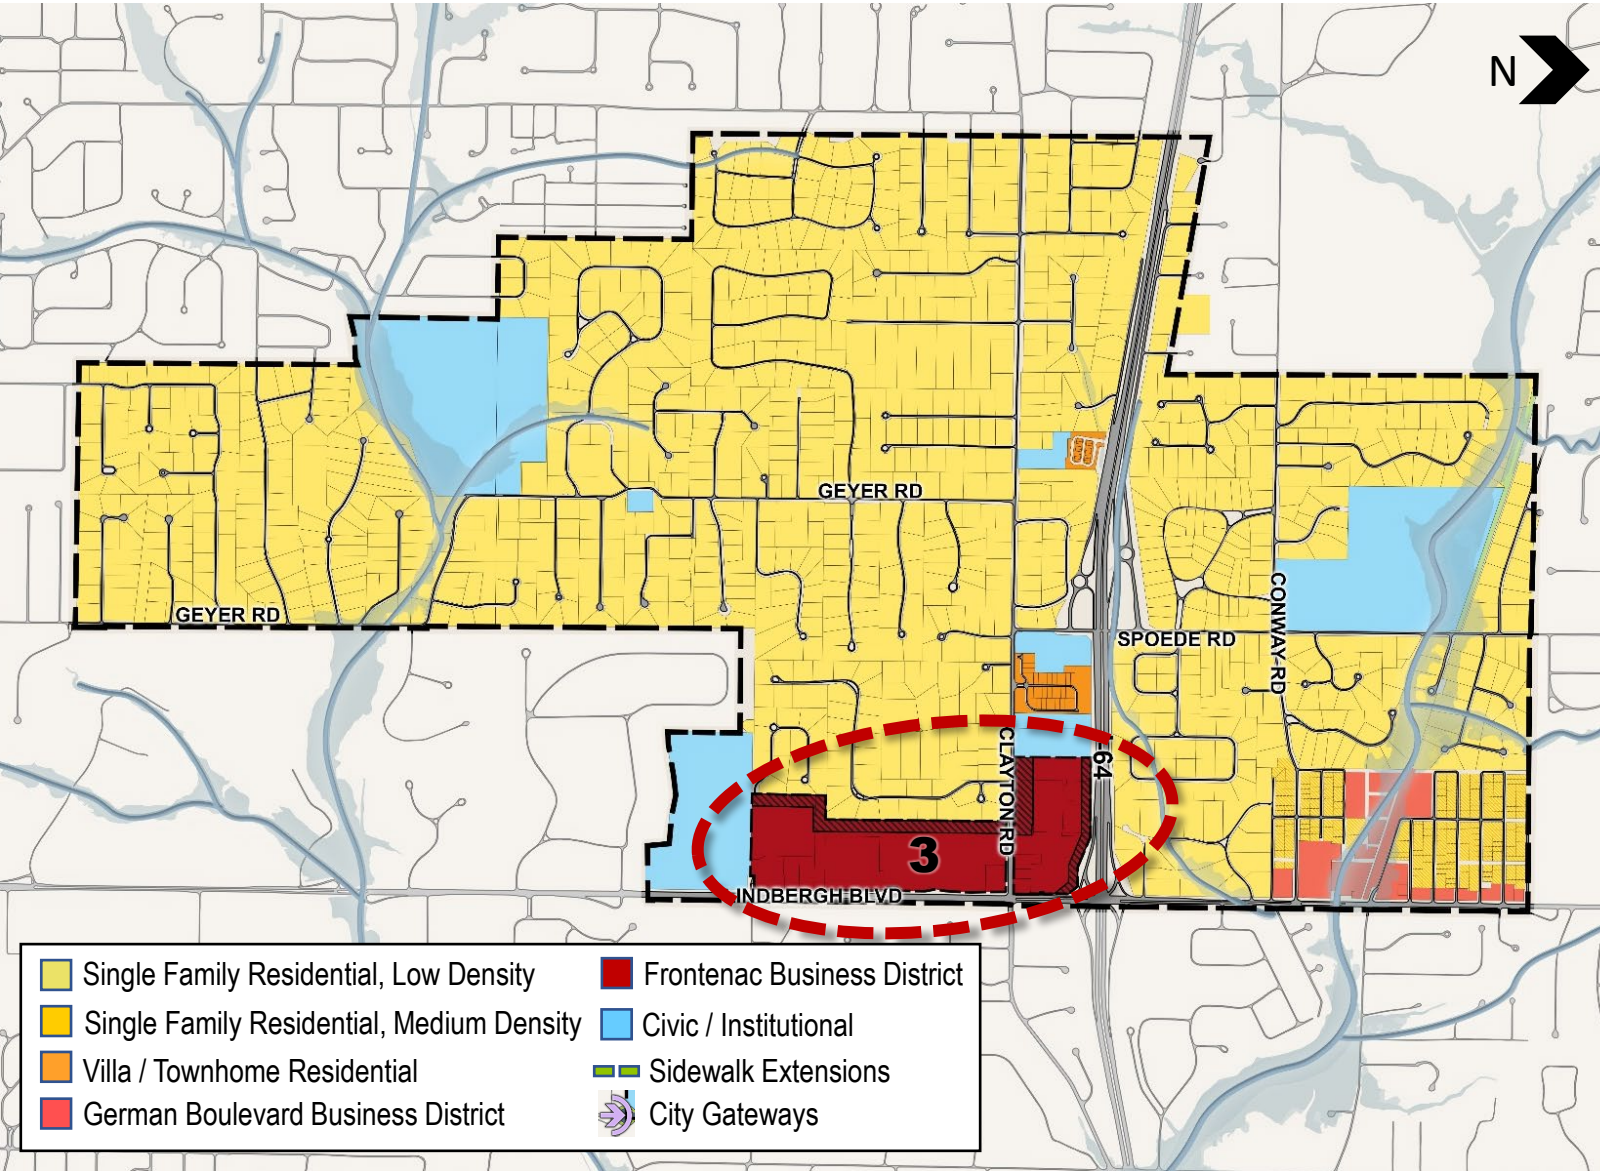 N
GEYER RD
GEYER RD
CONWAY RD
SPOEDE RD
CLAYTON RD
64
3
INDBERGH BLVD
Single Family Residential, Low Density
Single Family Residential, Medium Density
Villa / Townhome Residential
German Boulevard Business District
Frontenac Business District
Civic / Institutional
Sidewalk Extensions
City Gateways